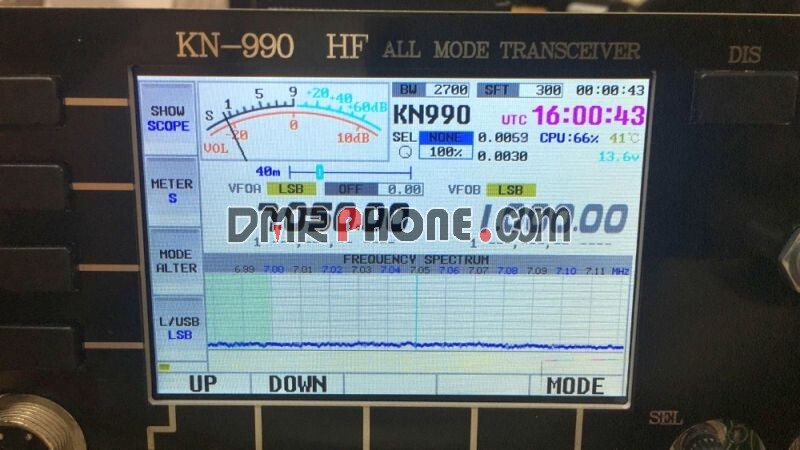 KN-990 HF ALL MODE TRANSCEIVER
DIS
SHOW
SCOPE
METER
S
MODE
ALTER
L/USB
LSB
S 1 5 9 +20 +40 +60dB
-20 0 10dB
VOL
BW 2700 SFT 300 00:00:43
KN990 UTC 16:00:43
SEL NONE 0.0059 CPU:66% 41℃
100% 0.0030 13.6v
40m
VFOA LSB OFF 0.00 VFOB LSB
DMRPhone.com
FREQUENCY SPECTRUM
6.99 7.00 7.01 7.02 7.03 7.04 7.05 7.06 7.07 7.08 7.09 7.10 7.11 MHZ
UP DOWN MODE
SEL